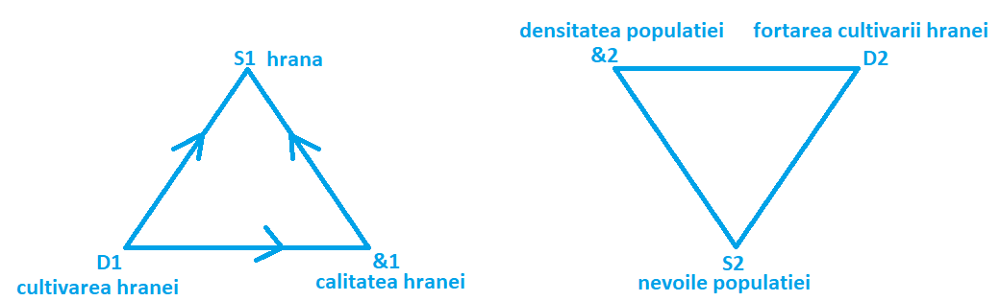 S1 hrana
D1
cultivarea hranei
&1
calitatea hranei
densitatea populatiei
&2
fortarea cultivarii hranei
D2
S2
nevoile populatiei